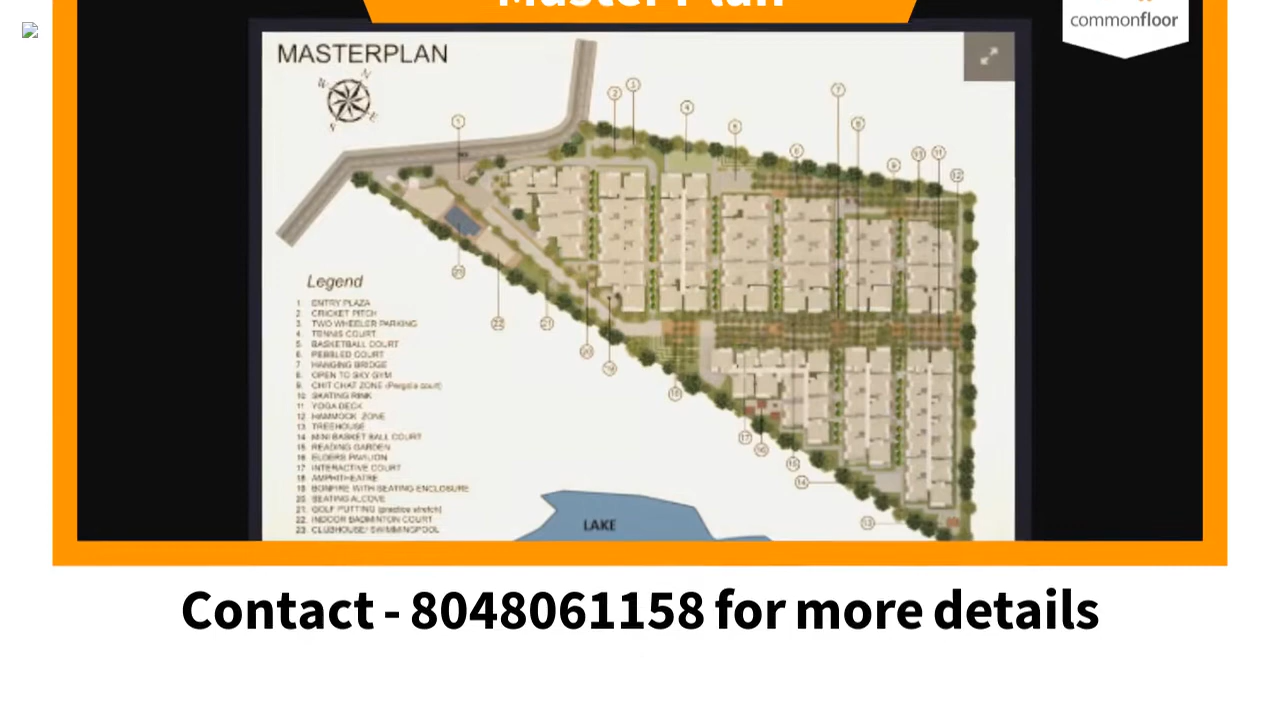 Master Plan
commonfloor
MASTERPLAN
N
W
E
Legend
1 ENTRY PLAZA
2. CRICKET PITCH
3. TWO WHEELER PARKING
4. TENNIS COURT
5. BASKETBALL COURT
6. PEBBLED COURT
7. HANGING BRIDGE
8. OPEN TO SKY GYM
9. CHIT CHAT ZONE (Pergola court)
10 SKATING RINK
11 YOGA DECK
12 HAMMOCK ZONE
13 TREEHOUSE
14 MINI BASKET BALL COURT
15 READING GARDEN
16 ELDERS PAVILION
17 INTERACTIVE COURT
18 AMPHITHEATRE
19 BONFIRE WITH SEATING ENCLOSURE
20. SEATING ALCOVE
21. GOLF PUTTING (practice stretch)
22. INDOOR BADMINTON COURT
23. CLUBHOUSE/ SWIMMINGPOOL
LAKE
Contact - 8048061158 for more details